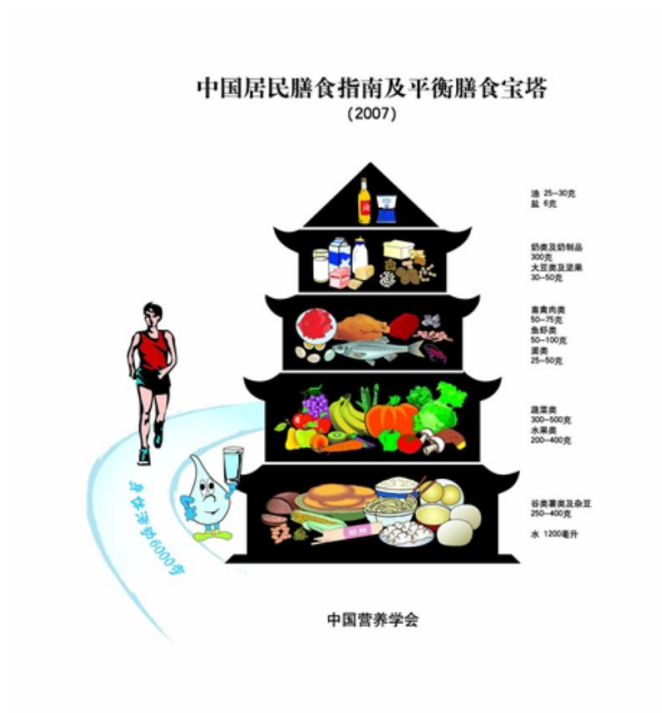 中国居民膳食指南及平衡膳食宝塔
(2007)
油 25-30克
盐 6克
奶类及奶制品
300克
大豆类及坚果
30-50克
畜禽肉类
50-75克
鱼虾类
50-100克
蛋类
25-50克
蔬菜类
300-500克
水果类
200-400克
谷类薯类及杂豆
250-400克
水 1200毫升
身体活动6000步
中国营养学会